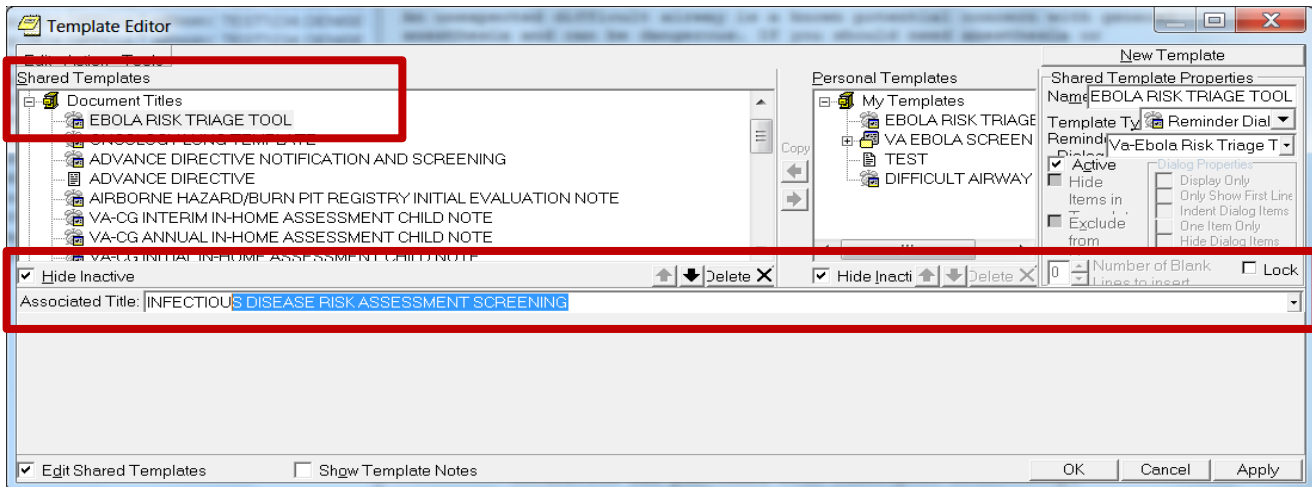 Template Editor
New Template
Shared Templates
Document Titles
EBOLA RISK TRIAGE TOOL
ADVANCE DIRECTIVE NOTIFICATION AND SCREENING
ADVANCE DIRECTIVE
AIRBORNE HAZARD/BURN PIT REGISTRY INITIAL EVALUATION NOTE
VA-CG INTERIM IN-HOME ASSESSMENT CHILD NOTE
VA-CG ANNUAL IN-HOME ASSESSMENT CHILD NOTE
Copy
Personal Templates
My Templates
EBOLA RISK TRIAGE
VA EBOLA SCREEN
TEST
DIFFICULT AIRWAY
Shared Template Properties
Name EBOLA RISK TRIAGE TOOL
Template Ty Reminder Dial
Remind Va-Ebola Risk Triage T
Active
Hide
Items in
Exclude
from
Dialog Properties
Display Only
Only Show First Line
Indent Dialog Items
One Item Only
Hide Dialog Items
Hide Inactive
Delete
Hide Inacti
Delete
0
Number of Blank
Lines to insert
Lock
Associated Title: INFECTIOUS DISEASE RISK ASSESSMENT SCREENING
Edit Shared Templates
Show Template Notes
OK
Cancel
Apply